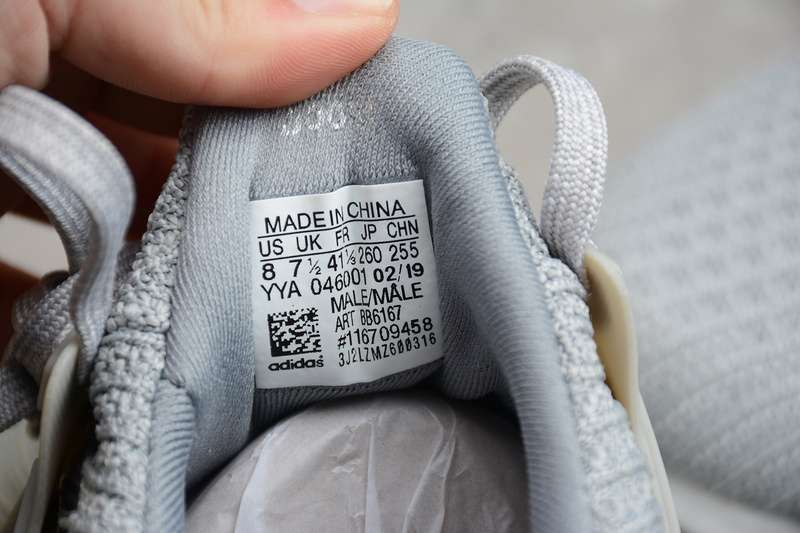 MADE IN CHINA
US UK FR JP CHN
8 7½ 41⅓ 260 255
YYA 046001 02/19
MALE/MÂLE
ART BB6167
#116709458
3J2LZMZ600316
adidas